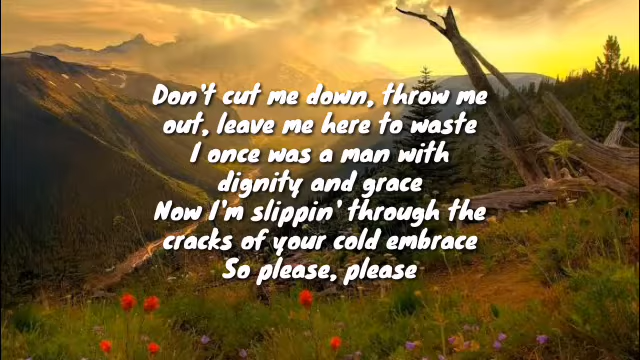 Don't cut me down, throw me
out, leave me here to waste
I once was a man with
dignity and grace
Now I'm slippin' through the
cracks of your cold embrace
So please, please